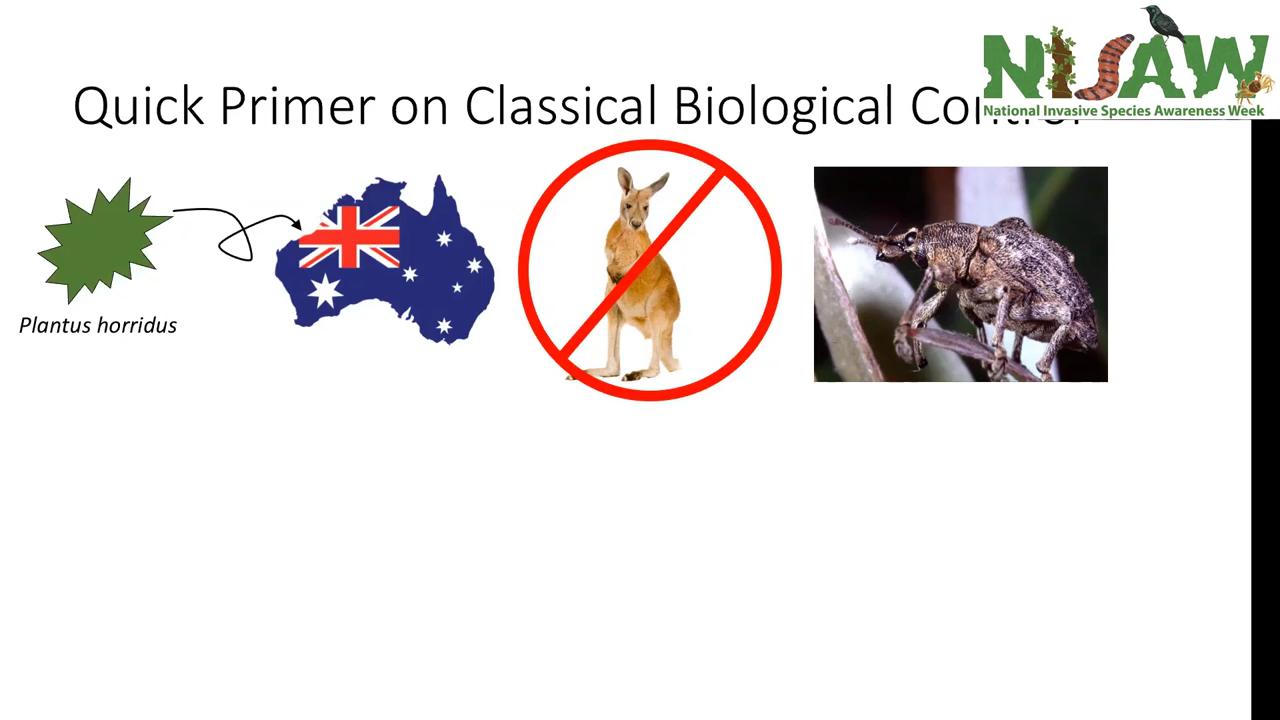 Quick Primer on Classical Biological Control
NISAW
National Invasive Species Awareness Week
Plantus horridus